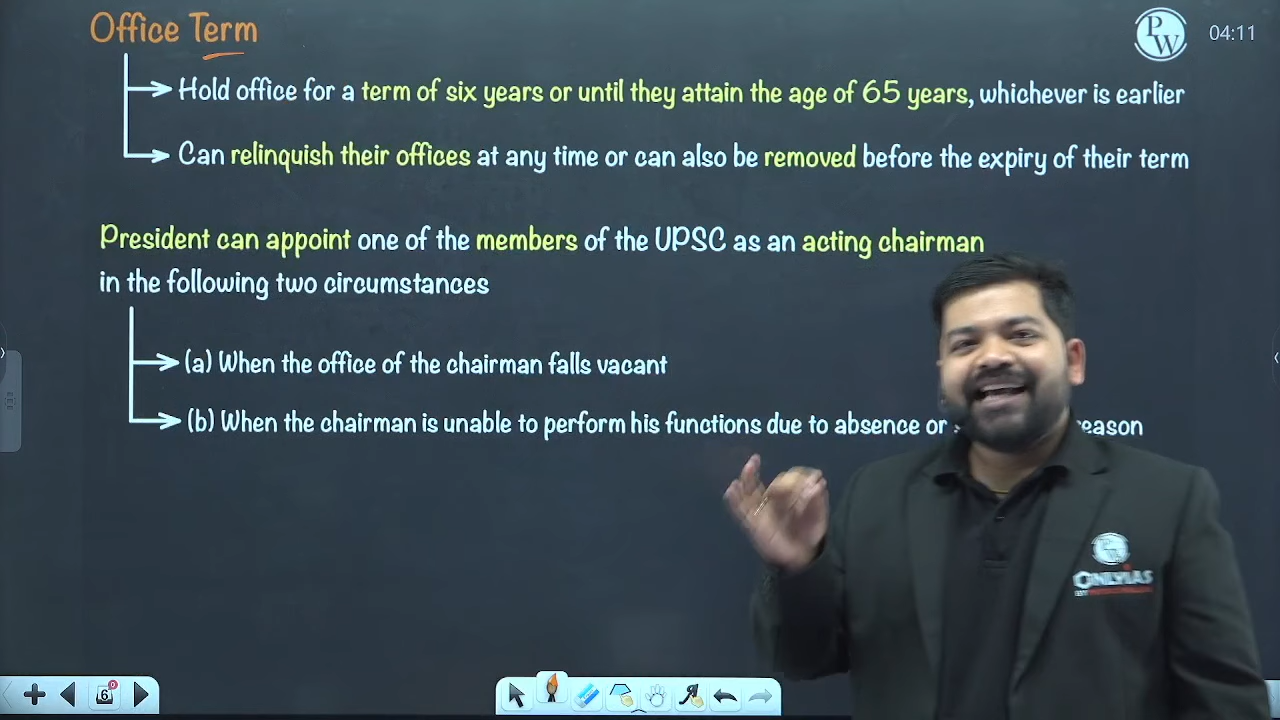 Office Term
PW
04:11
Hold office for a term of six years or until they attain the age of 65 years, whichever is earlier
Can relinquish their offices at any time or can also be removed before the expiry of their term
President can appoint one of the members of the UPSC as an acting chairman
in the following two circumstances
(a) When the office of the chairman falls vacant
(b) When the chairman is unable to perform his functions due to absence or reason
PW
ONLYIAS
6